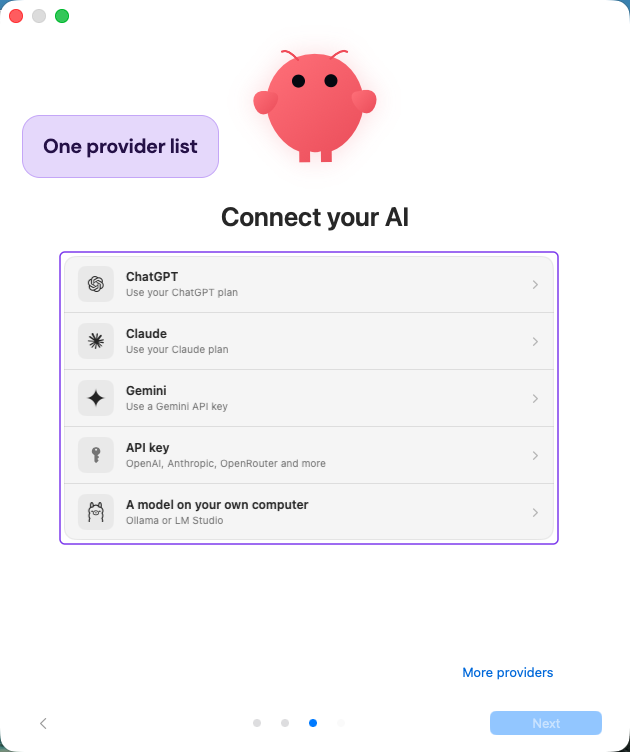 One provider list
Connect your AI
ChatGPT
Use your ChatGPT plan
Claude
Use your Claude plan
Gemini
Use a Gemini API key
API key
OpenAI, Anthropic, OpenRouter and more
A model on your own computer
Ollama or LM Studio
More providers
Next